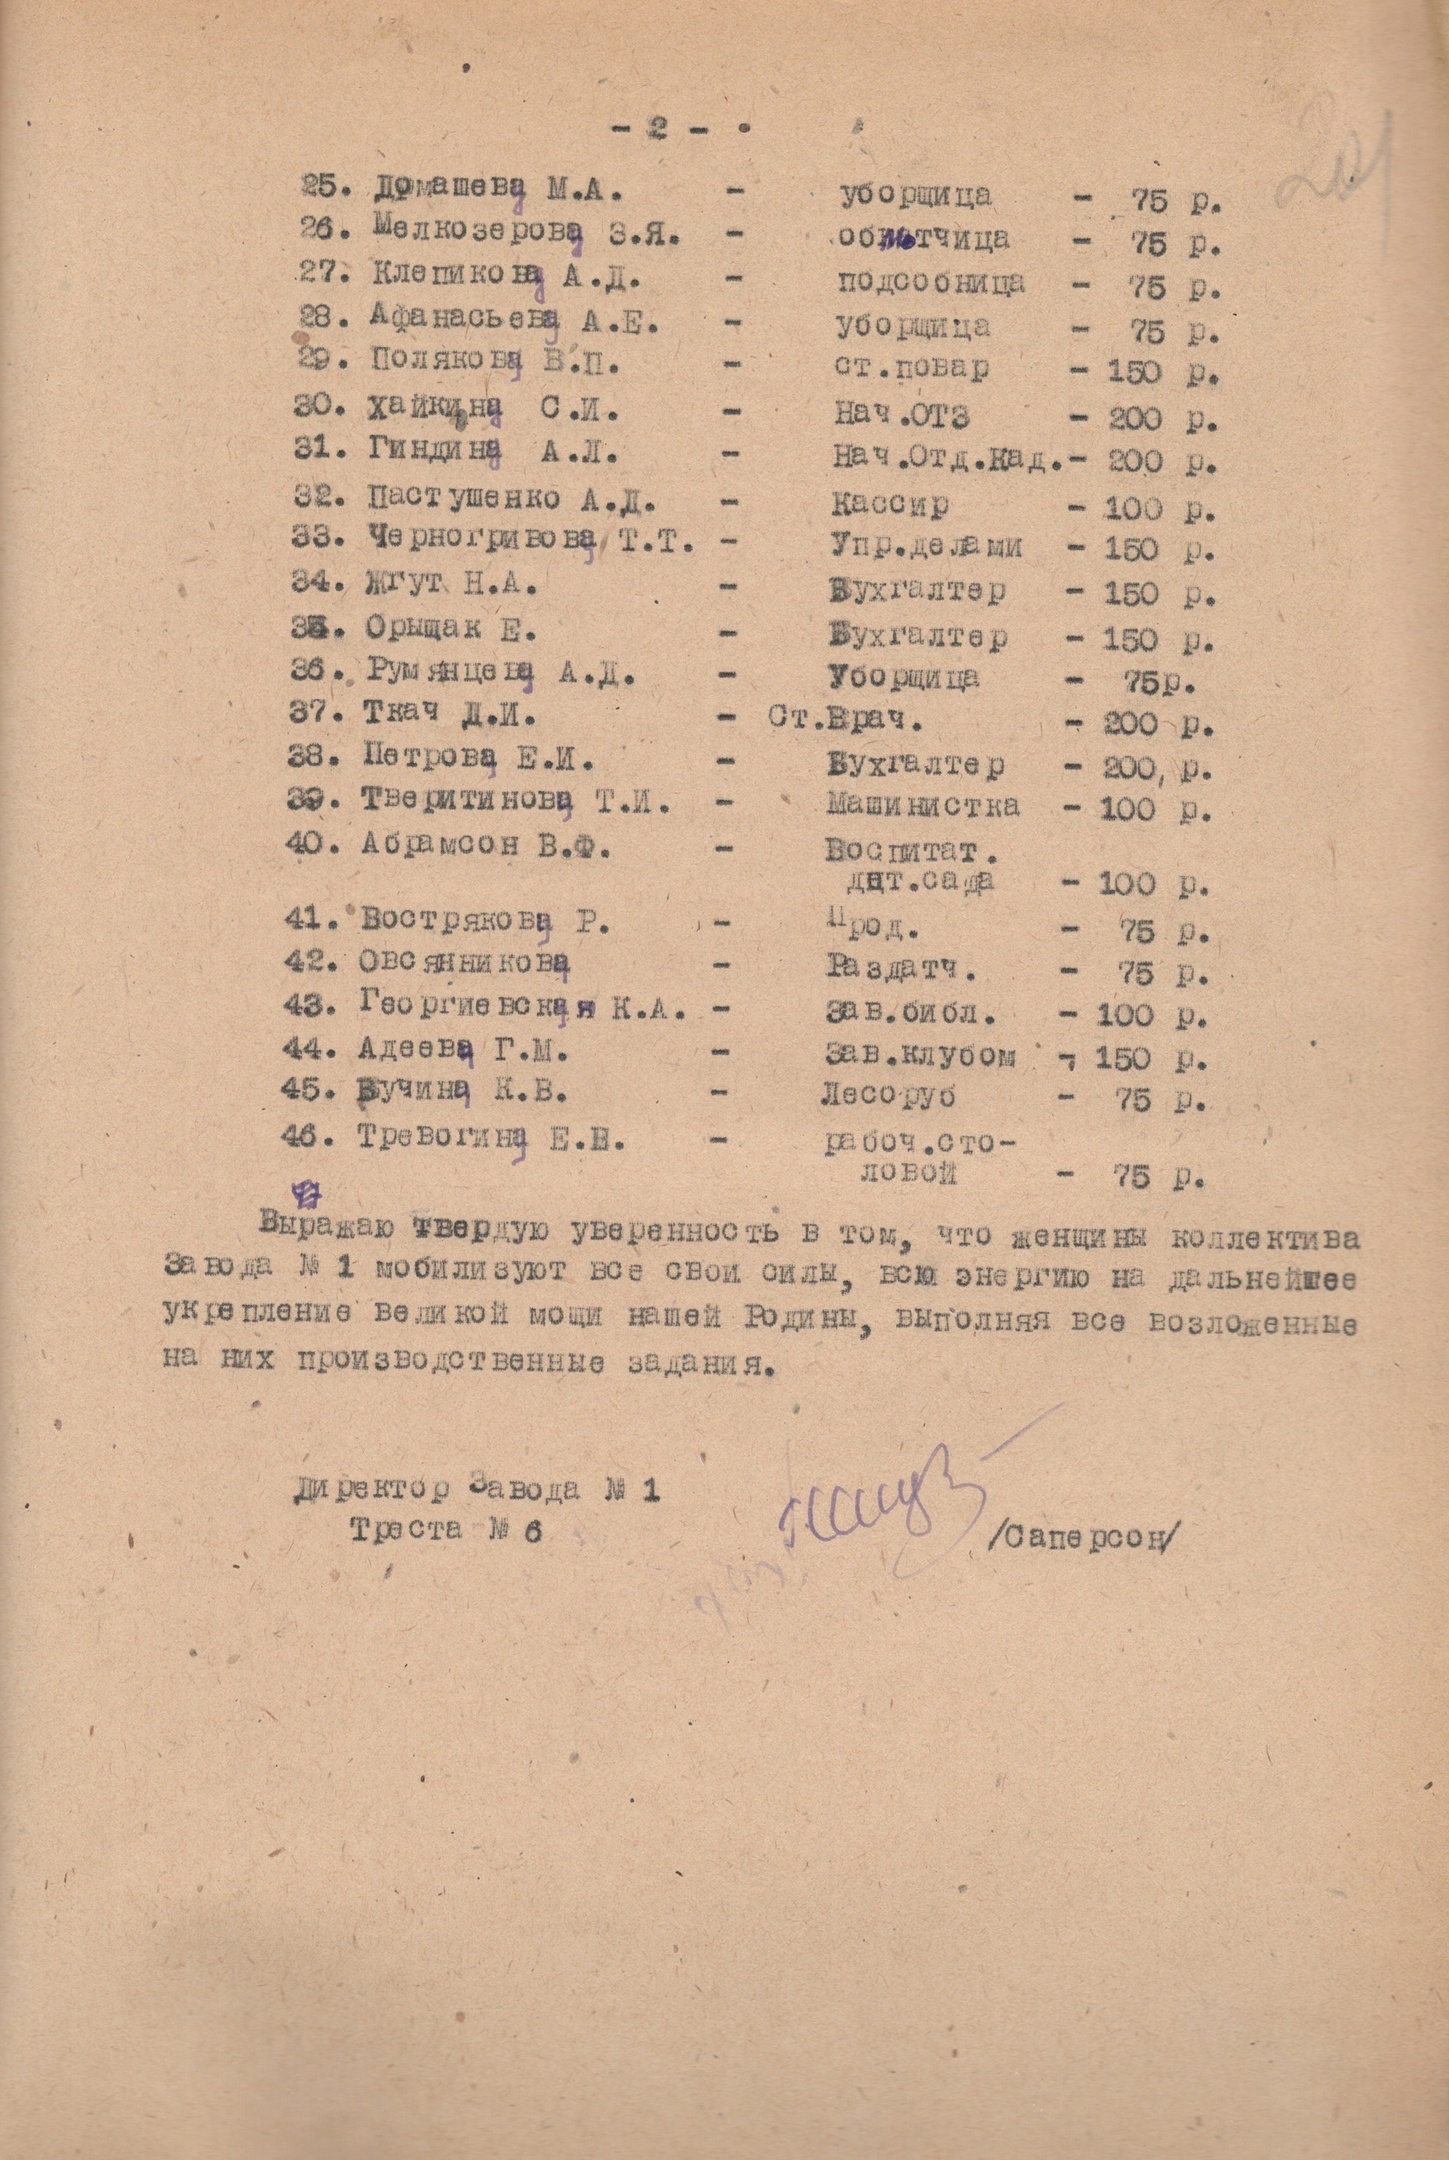 - 2 -
201
25. Домашева М.А. - уборщица - 75 р.
26. Мелкозерова З.Я. - обмотчица - 75 р.
27. Клепикова А.Д. - подсобница - 75 р.
28. Афанасьева А.Е. - уборщица - 75 р.
29. Полякова В.П. - ст.повар - 150 р.
30. Хайкина С.И. - Нач.ОТЗ - 200 р.
31. Гиндина А.Л. - Нач.Отд.Кад. - 200 р.
32. Пастушенко А.Д. - Кассир - 100 р.
33. Черногривова Т.Т. - Упр.делами - 150 р.
34. Жгут Н.А. - Бухгалтер - 150 р.
35. Орыщак Е. - Бухгалтер - 150 р.
36. Румянцева А.Д. - Уборщица - 75р.
37. Ткач Д.И. - Ст.Врач. - 200 р.
38. Петрова Е.И. - Бухгалтер - 200, р.
39. Тверитинова Т.И. - Машинистка - 100 р.
40. Абрамсон В.Ф. - Воспитат.
дет.сада - 100 р.
41. Вострякова Р. - Прод. - 75 р.
42. Овсянникова - Раздатч. - 75 р.
43. Георгиевская К.А. - Зав.библ. - 100 р.
44. Адеева Г.М. - Зав.клубом - 150 р.
45. Бучина К.В. - Лесоруб - 75 р.
46. Тревогина Е.Е. - рабоч.сто-
ловой - 75 р.
Выражаю твердую уверенность в том, что женщины коллектива
Завода № 1 мобилизуют все свои силы, всю энергию на дальнейшее
укрепление великой мощи нашей Родины, выполняя все возложенные
на них производственные задания.
Директор Завода № 1
Треста № 6 /Саперсон/